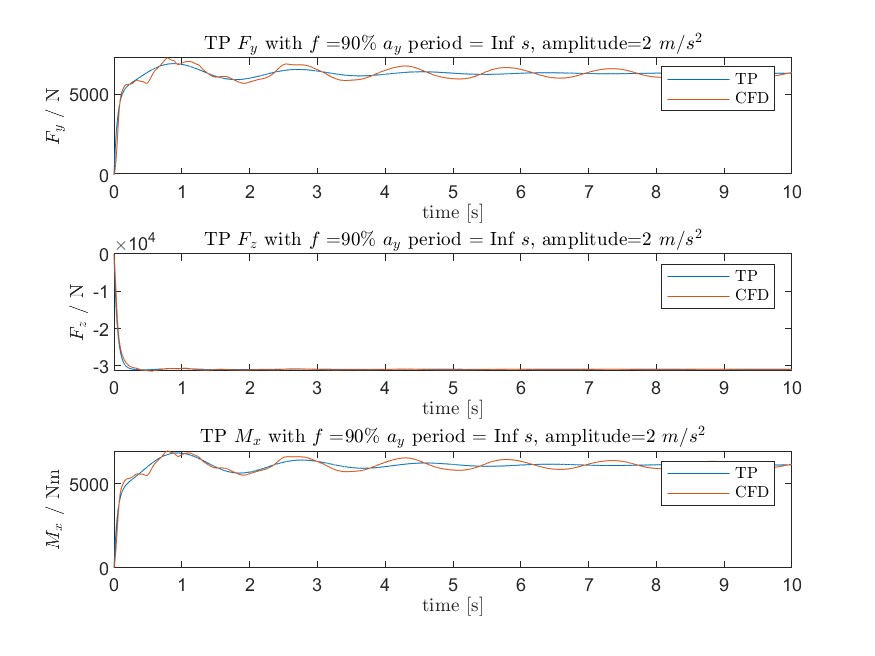 TP F_y with f =90% a_y period = Inf s, amplitude=2 m/s^2
F_y / N
5000
0
TP
CFD
0 1 2 3 4 5 6 7 8 9 10
time [s]
TP F_z with f =90% a_y period = Inf s, amplitude=2 m/s^2
×10^4
F_z / N
0
-1
-2
-3
TP
CFD
0 1 2 3 4 5 6 7 8 9 10
time [s]
TP M_x with f =90% a_y period = Inf s, amplitude=2 m/s^2
M_x / Nm
5000
0
TP
CFD
0 1 2 3 4 5 6 7 8 9 10
time [s]